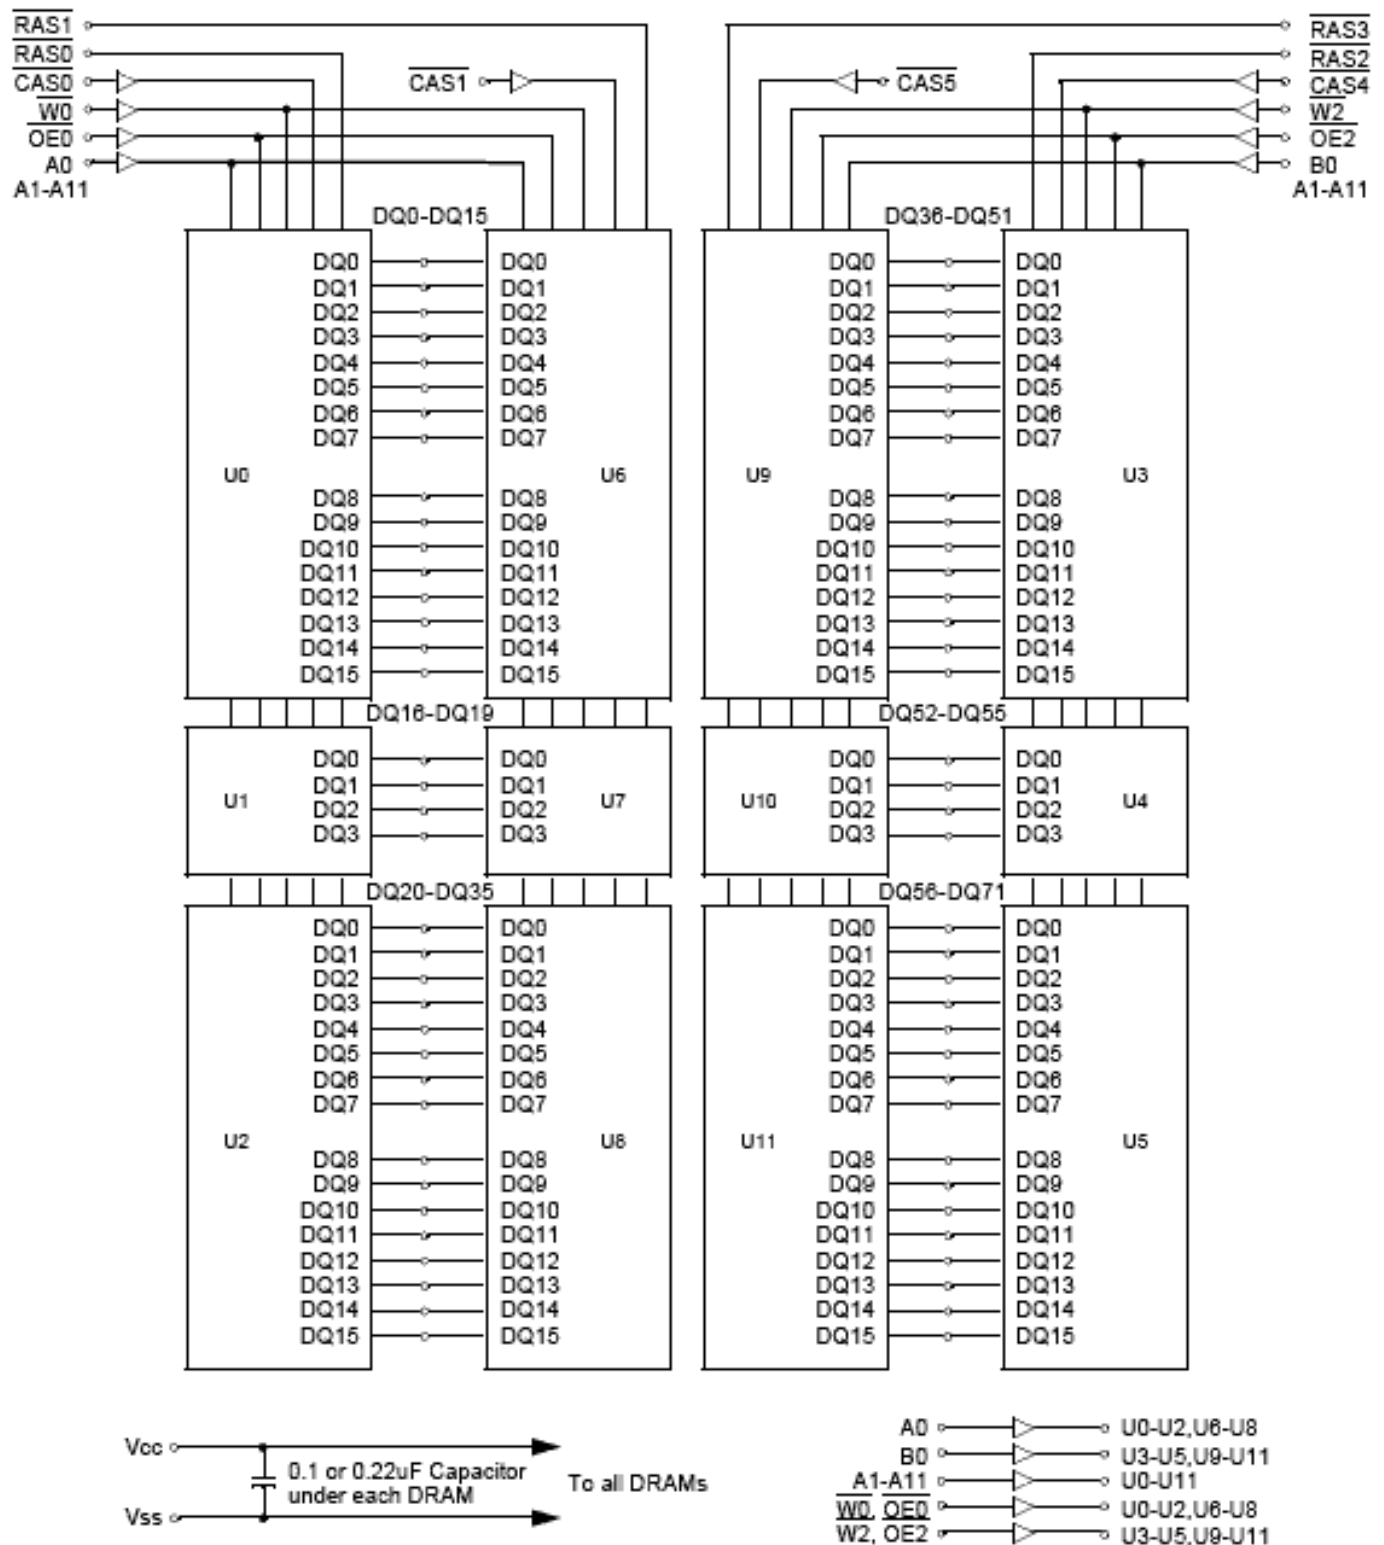 RAS1 RAS3
RAS0 RAS2
CAS0 CAS1 CAS5 CAS4
W0 W2
OE0 OE2
A0 B0
A1-A11 A1-A11
DQ0-DQ15 DQ36-DQ51
DQ0 DQ0 DQ0 DQ0
DQ1 DQ1 DQ1 DQ1
DQ2 DQ2 DQ2 DQ2
DQ3 DQ3 DQ3 DQ3
DQ4 DQ4 DQ4 DQ4
DQ5 DQ5 DQ5 DQ5
DQ6 DQ6 DQ6 DQ6
DQ7 DQ7 DQ7 DQ7
U0 U6 U9 U3
DQ8 DQ8 DQ8 DQ8
DQ9 DQ9 DQ9 DQ9
DQ10 DQ10 DQ10 DQ10
DQ11 DQ11 DQ11 DQ11
DQ12 DQ12 DQ12 DQ12
DQ13 DQ13 DQ13 DQ13
DQ14 DQ14 DQ14 DQ14
DQ15 DQ15 DQ15 DQ15
DQ16-DQ19 DQ52-DQ55
DQ0 DQ0 DQ0 DQ0
DQ1 DQ1 DQ1 DQ1
U1 U7 U10 U4
DQ2 DQ2 DQ2 DQ2
DQ3 DQ3 DQ3 DQ3
DQ20-DQ35 DQ56-DQ71
DQ0 DQ0 DQ0 DQ0
DQ1 DQ1 DQ1 DQ1
DQ2 DQ2 DQ2 DQ2
DQ3 DQ3 DQ3 DQ3
DQ4 DQ4 DQ4 DQ4
DQ5 DQ5 DQ5 DQ5
DQ6 DQ6 DQ6 DQ6
DQ7 DQ7 DQ7 DQ7
U2 U8 U11 U5
DQ8 DQ8 DQ8 DQ8
DQ9 DQ9 DQ9 DQ9
DQ10 DQ10 DQ10 DQ10
DQ11 DQ11 DQ11 DQ11
DQ12 DQ12 DQ12 DQ12
DQ13 DQ13 DQ13 DQ13
DQ14 DQ14 DQ14 DQ14
DQ15 DQ15 DQ15 DQ15
Vcc
0.1 or 0.22uF Capacitor
under each DRAM
To all DRAMs
Vss
A0 U0-U2,U6-U8
B0 U3-U5,U9-U11
A1-A11 U0-U11
W0, OE0 U0-U2,U6-U8
W2, OE2 U3-U5,U9-U11